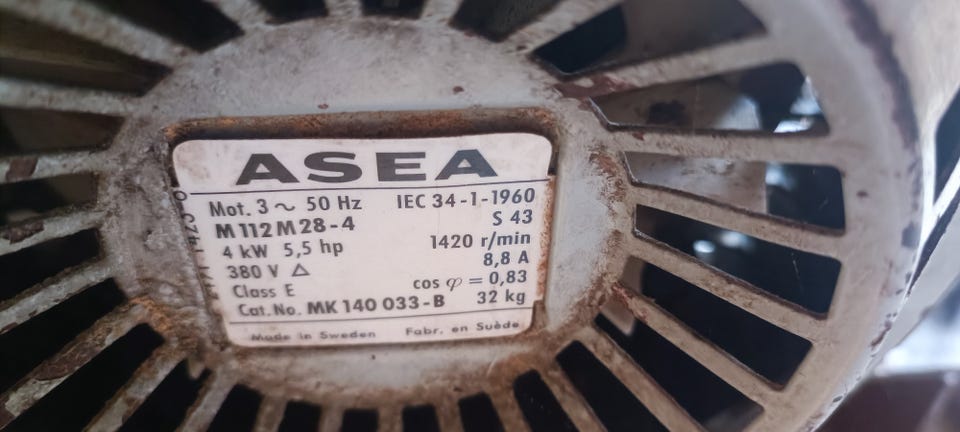 ASEA
Mot. 3 ~ 50 Hz IEC 34-1-1960
M 112 M 28-4 S 43
4 kW 5,5 hp 1420 r/min
380 V △ 8,8 A
Class E cos φ = 0,83
Cat. No. MK 140 033-B 32 kg
Made in Sweden Fabr. en Suède